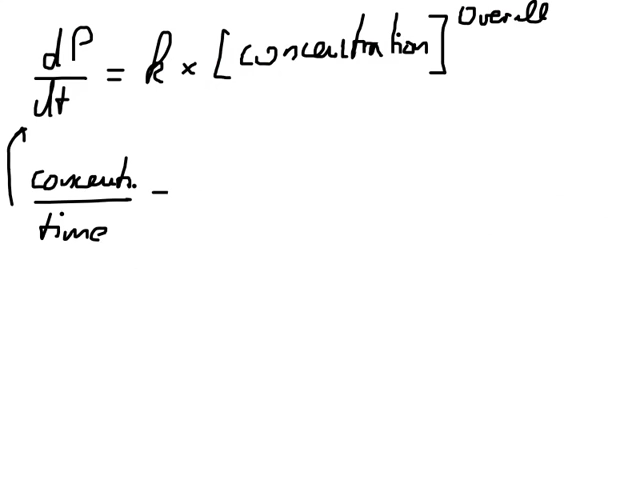 dP/dt = k × [concentration]^Overall
concentr./time =